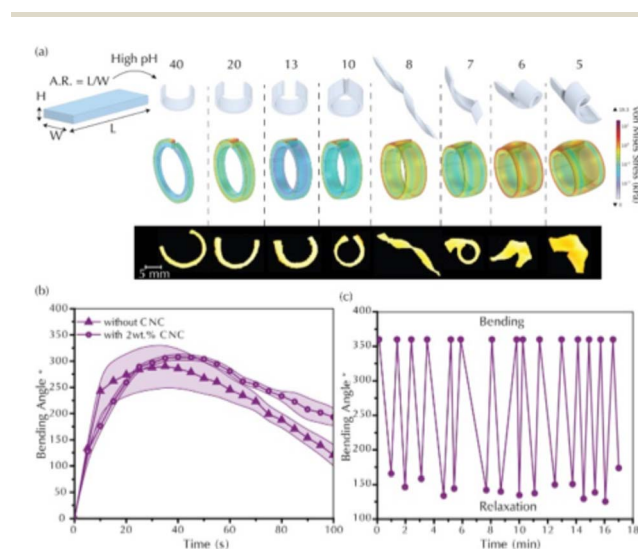 (a)
High pH
A.R. = L/W
H
W
L
40 20 13 10 8 7 6 5
Von Mises Stress (kPa)
5 mm
(b)
400
350
300
250
200
150
100
50
0
without CNC
with 2wt.% CNC
Bending Angle °
0 20 40 60 80 100
Time (s)
(c)
400
350
300
250
200
150
100
Bending
Relaxation
Bending Angle °
0 2 4 6 8 10 12 14 16 18
Time (min)